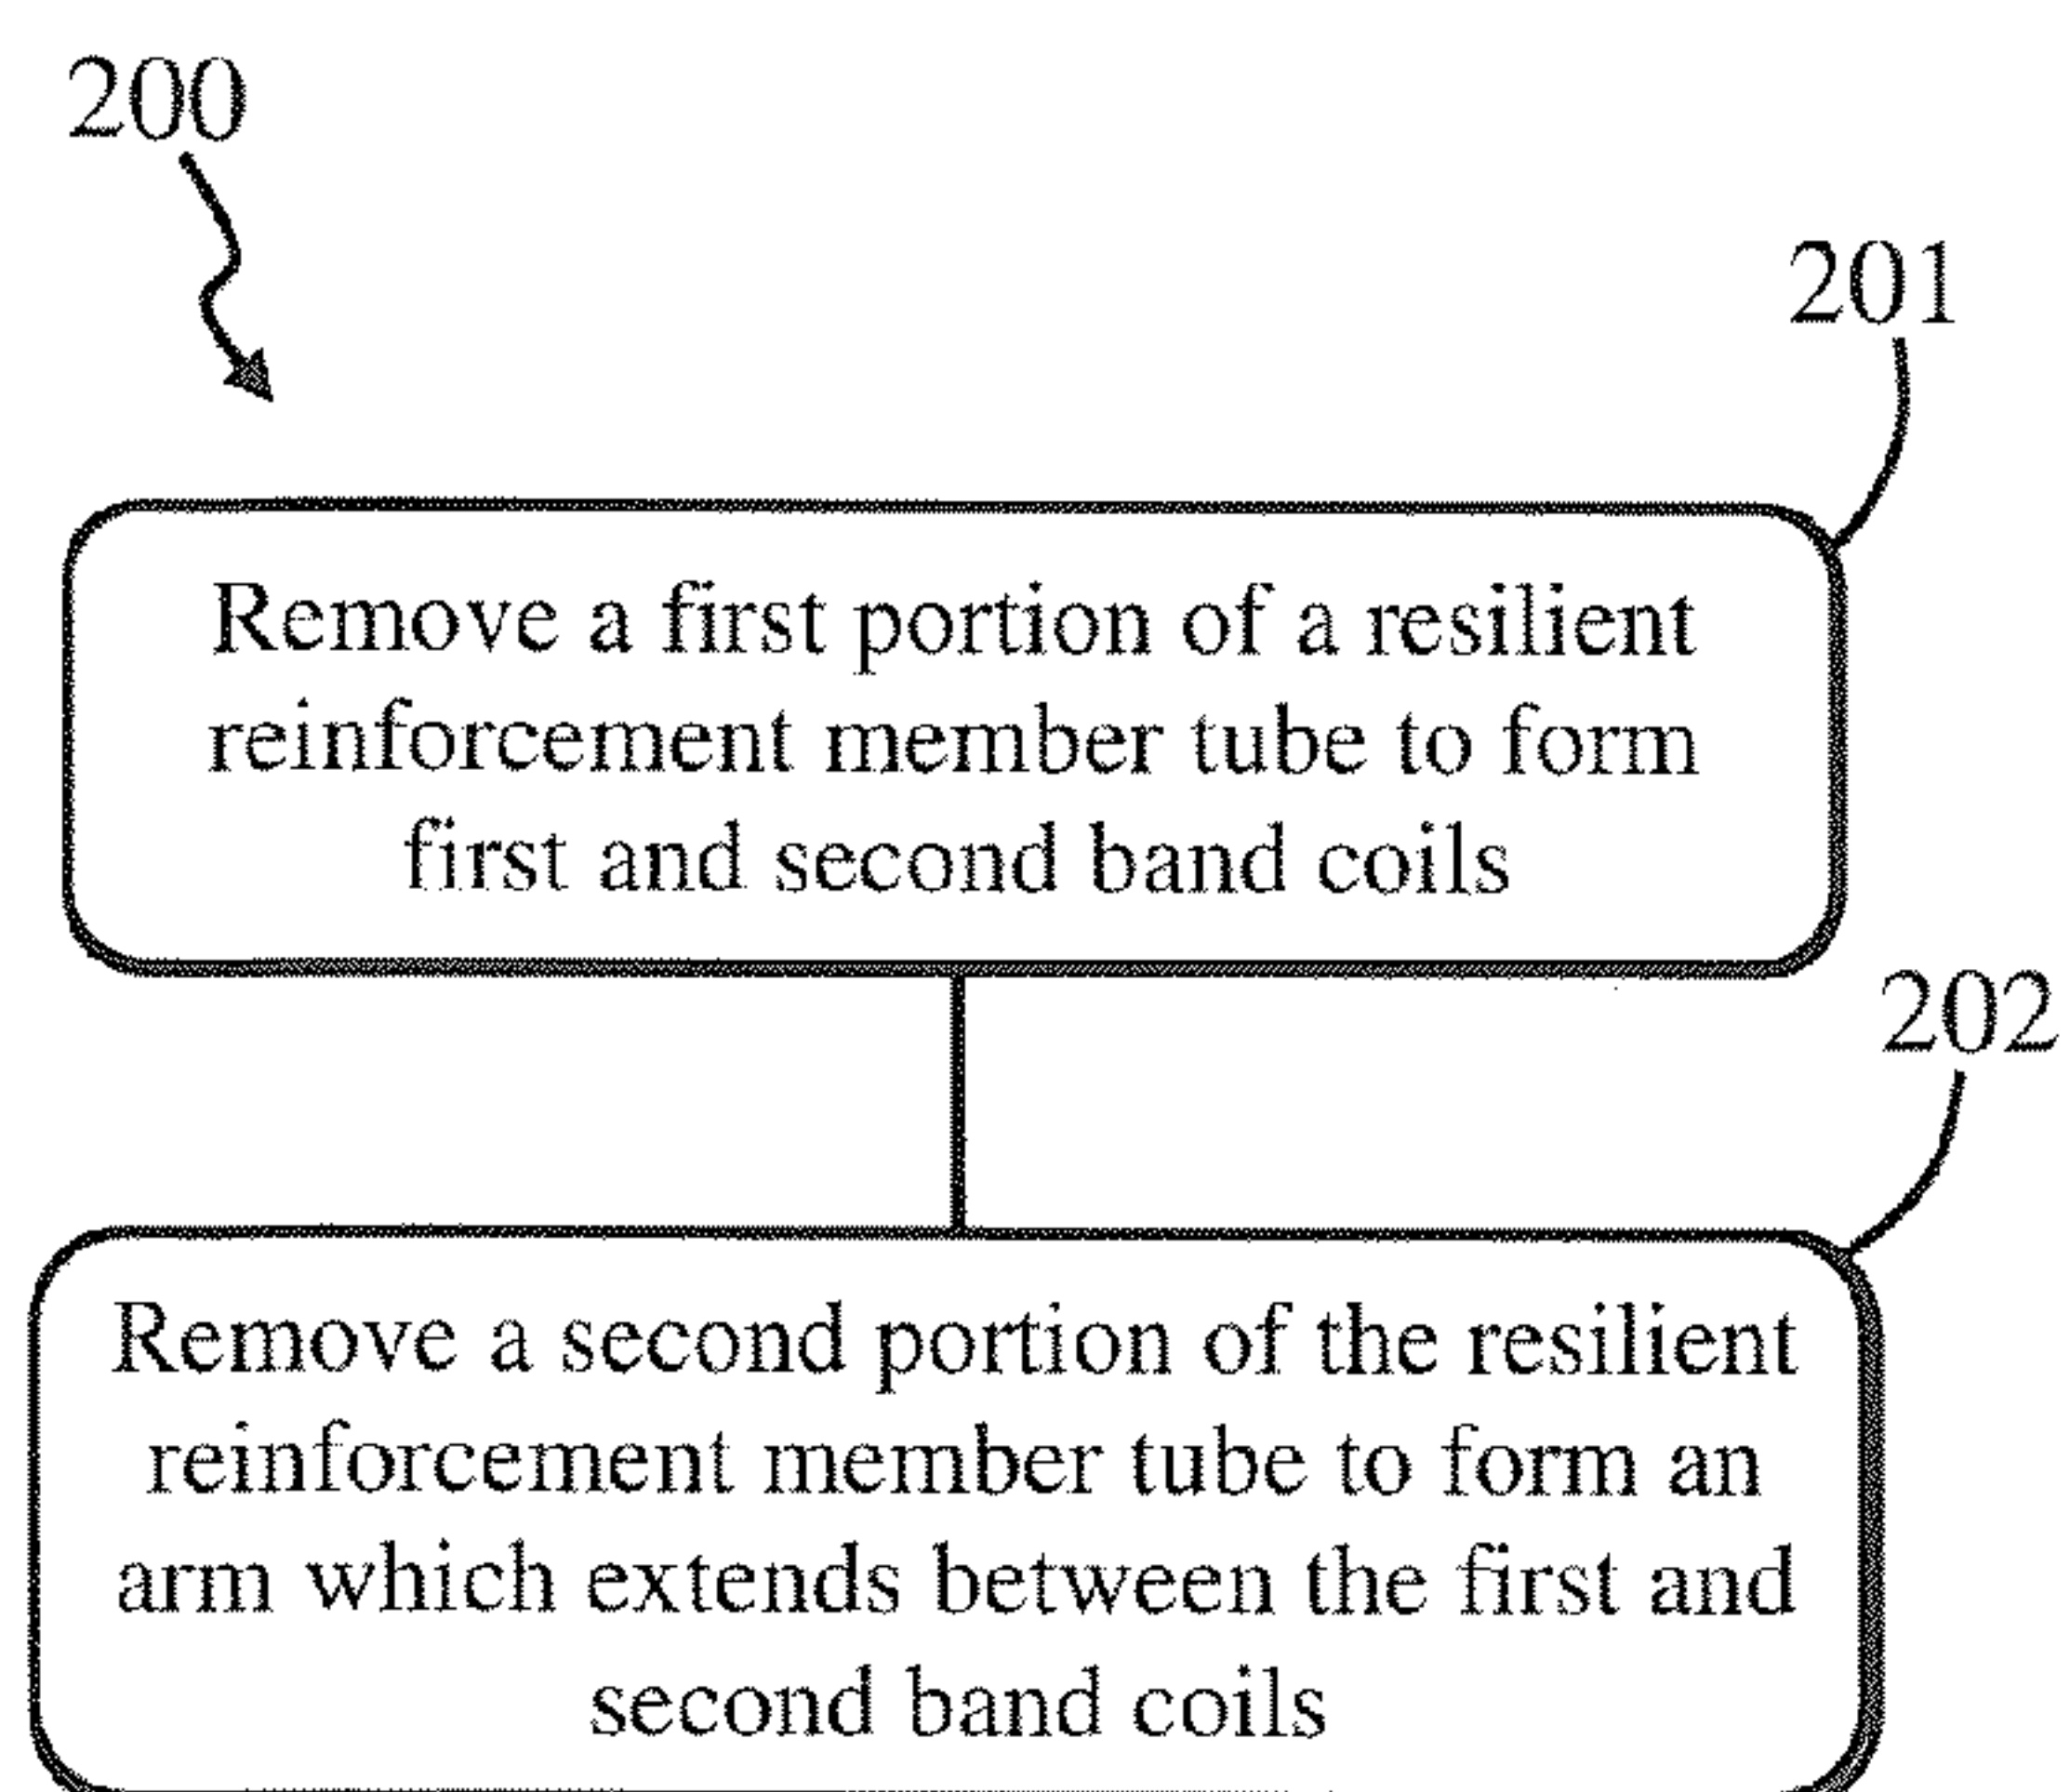 200
201
Remove a first portion of a resilient
reinforcement member tube to form
first and second band coils
202
Remove a second portion of the resilient
reinforcement member tube to form an
arm which extends between the first and
second band coils